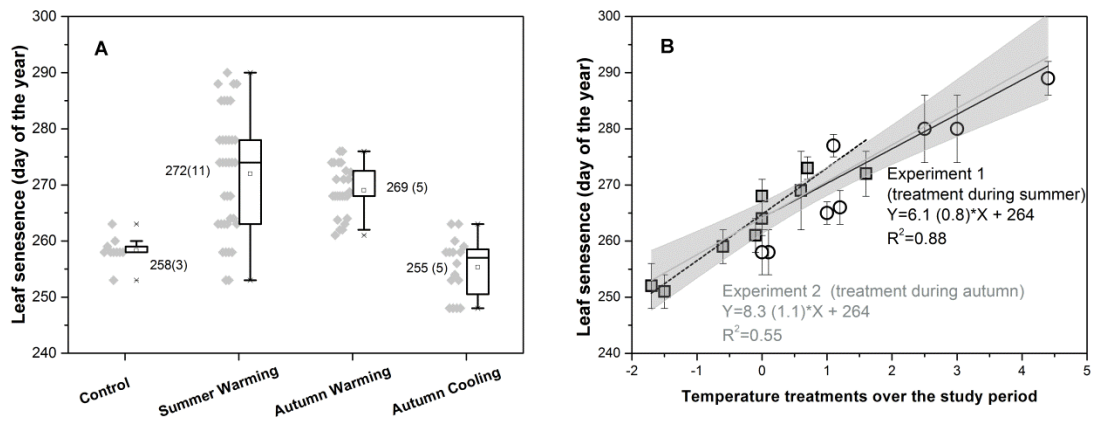 Leaf senescence (day of the year)
300
290
280
270
260
250
240
A
258(3)
272(11)
269 (5)
255 (5)
Control
Summer Warming
Autumn Warming
Autumn Cooling
Leaf senesence (day of the year)
300
290
280
270
260
250
240
B
Experiment 1
(treatment during summer)
Y=6.1 (0.8)*X + 264
R²=0.88
Experiment 2 (treatment during autumn)
Y=8.3 (1.1)*X + 264
R²=0.55
-2 -1 0 1 2 3 4 5
Temperature treatments over the study period